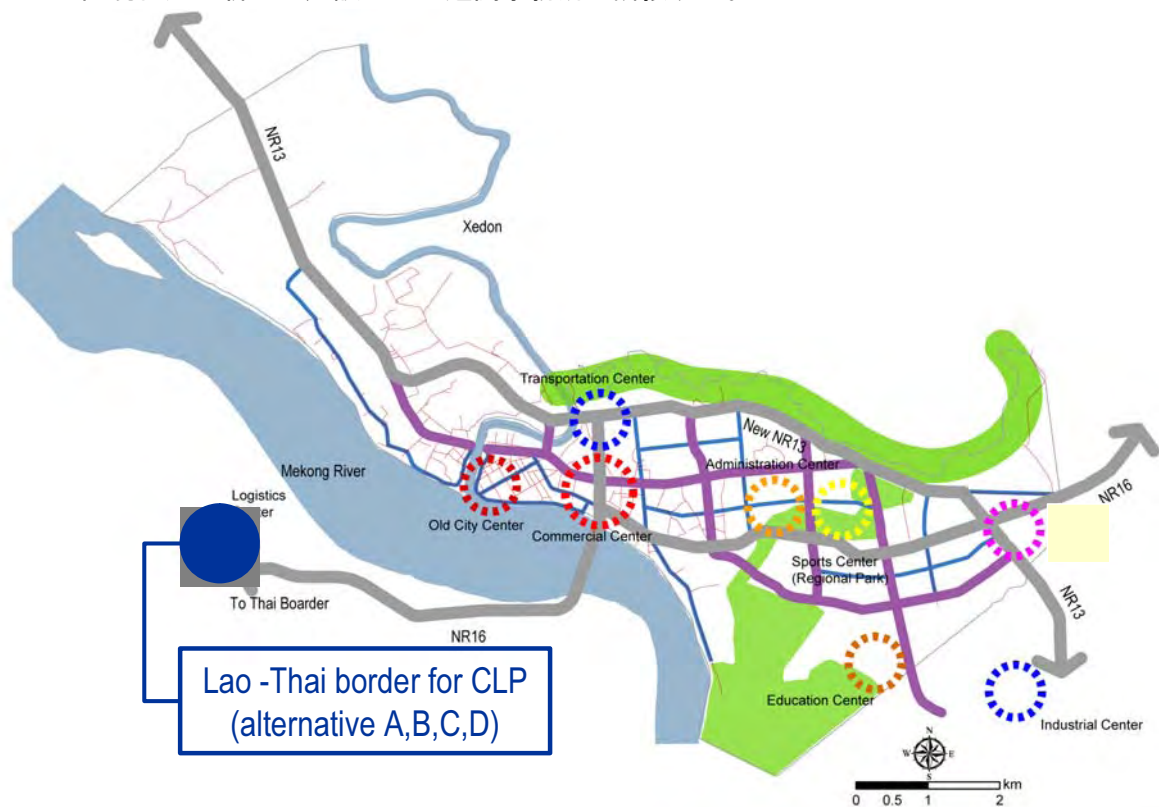 NR13
Xedon
Transportation Center
New NR13
Administration Center
Mekong River
Logistics
Old City Center
Commercial Center
NR16
Sports Center
(Regional Park)
To Thai Boarder
NR16
NR13
Lao -Thai border for CLP
(alternative A,B,C,D)
Education Center
Industrial Center
N
W
E
S
km
0 0.5 1 2